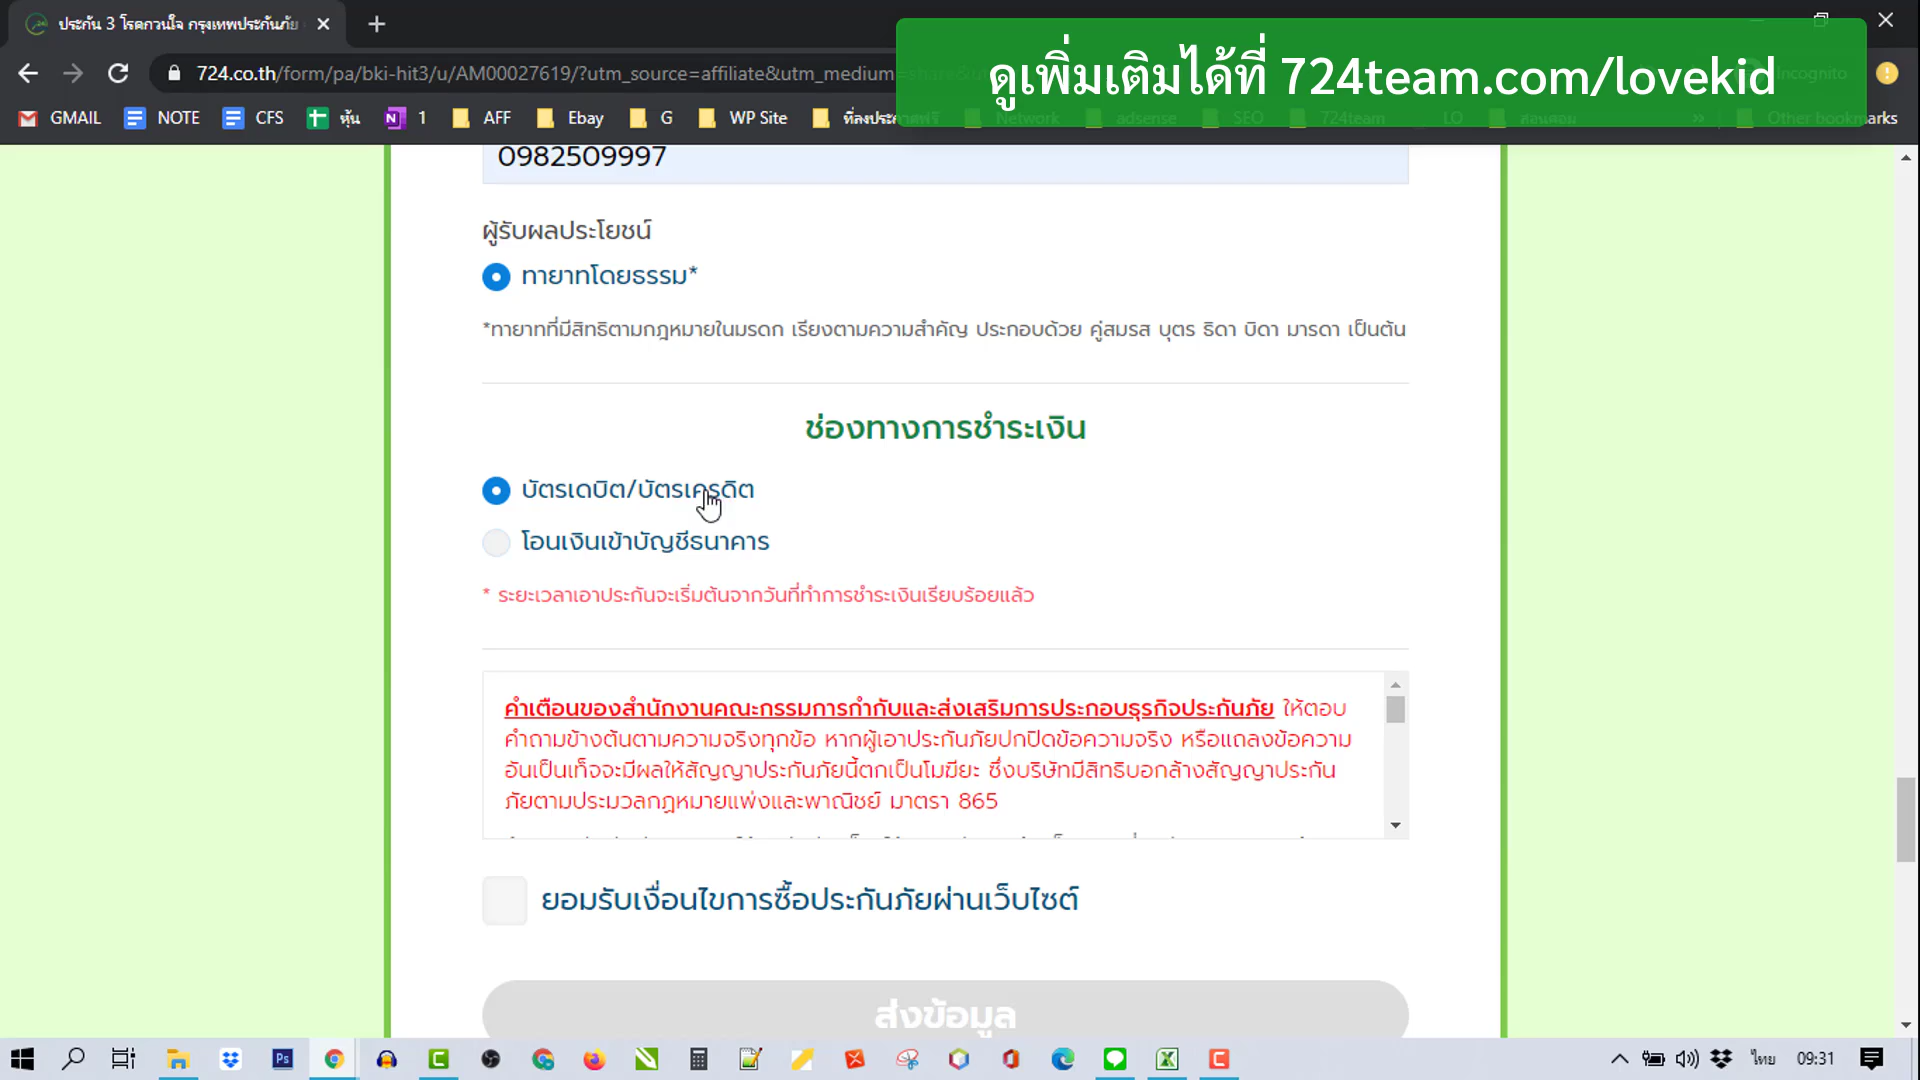 ประกัน 3 โรคกวนใจ กรุงเทพประกันภัย
724.co.th/form/pa/bki-hit3/u/AM00027619/?utm_source=affiliate&utm_medium
Incognito
ดูเพิ่มเติมได้ที่ 724team.com/lovekid
GMAIL NOTE CFS หุ้น 1 AFF Ebay G WP Site ที่ลงประกาศฟรี Network adsense SEO 724team LO สอนคอม » Other bookmarks
0982509997
ผู้รับผลประโยชน์
ทายาทโดยธรรม*
*ทายาทที่มีสิทธิตามกฎหมายในมรดก เรียงตามความสำคัญ ประกอบด้วย คู่สมรส บุตร ธิดา บิดา มารดา เป็นต้น
ช่องทางการชำระเงิน
บัตรเดบิต/บัตรเครดิต
โอนเงินเข้าบัญชีธนาคาร
* ระยะเวลาเอาประกันจะเริ่มต้นจากวันที่ทำการชำระเงินเรียบร้อยแล้ว
คำเตือนของสำนักงานคณะกรรมการกำกับและส่งเสริมการประกอบธุรกิจประกันภัย ให้ตอบ
คำถามข้างต้นตามความจริงทุกข้อ หากผู้เอาประกันภัยปกปิดข้อความจริง หรือแถลงข้อความ
อันเป็นเท็จจะมีผลให้สัญญาประกันภัยนี้ตกเป็นโมฆียะ ซึ่งบริษัทมีสิทธิบอกล้างสัญญาประกัน
ภัยตามประมวลกฎหมายแพ่งและพาณิชย์ มาตรา 865
ยอมรับเงื่อนไขการซื้อประกันภัยผ่านเว็บไซต์
ส่งข้อมูล
ไทย 09:31